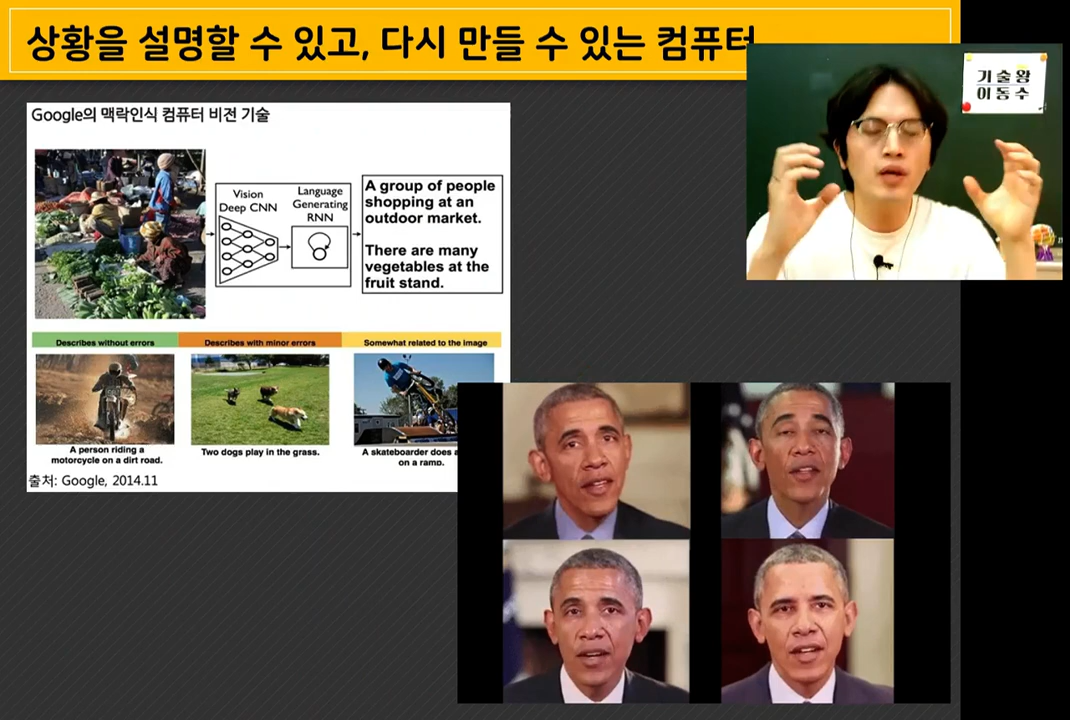 상황을 설명할 수 있고, 다시 만들 수 있는 컴퓨터
기술왕
이동수
Google의 맥락인식 컴퓨터 비전 기술
Vision
Deep CNN
Language
Generating
RNN
A group of people
shopping at an
outdoor market.
There are many
vegetables at the
fruit stand.
Describes without errors
Describes with minor errors
Somewhat related to the image
A person riding a
motorcycle on a dirt road.
Two dogs play in the grass.
A skateboarder does a
on a ramp.
출처: Google, 2014.11